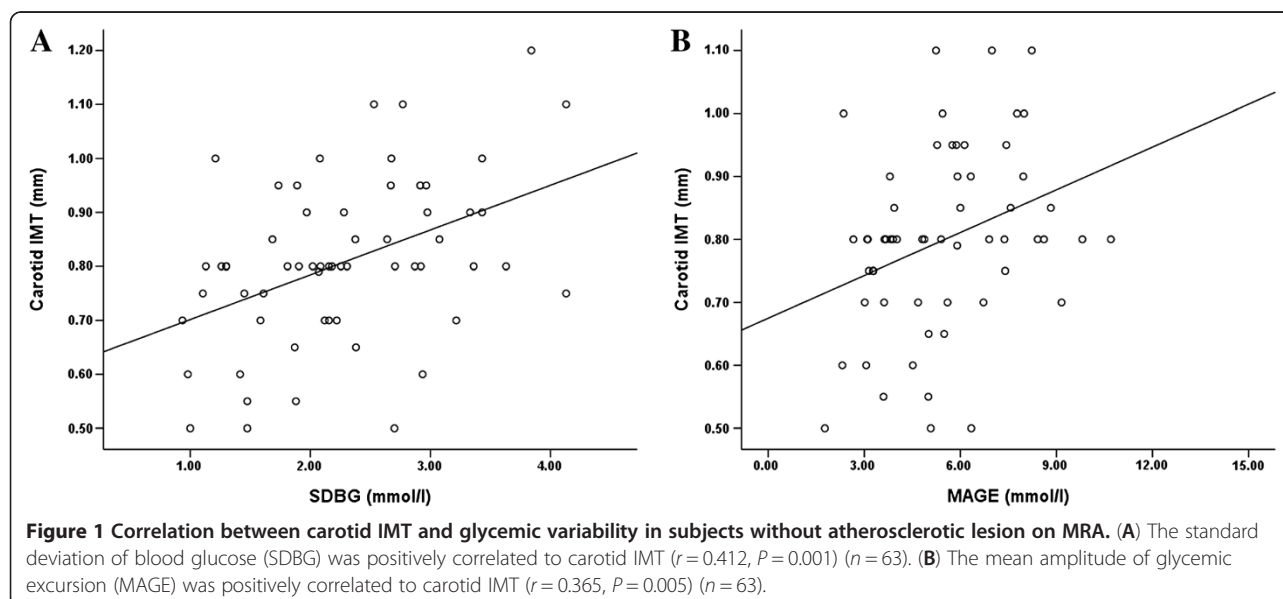 A
1.20
1.10
1.00
0.90
0.80
0.70
0.60
0.50
Carotid IMT (mm)
1.00 2.00 3.00 4.00
SDBG (mmol/l)
B
1.10
1.00
0.90
0.80
0.70
0.60
0.50
Carotid IMT (mm)
0.00 3.00 6.00 9.00 12.00 15.00
MAGE (mmol/l)
Figure 1 Correlation between carotid IMT and glycemic variability in subjects without atherosclerotic lesion on MRA. (A) The standard
deviation of blood glucose (SDBG) was positively correlated to carotid IMT (r = 0.412, P = 0.001) (n = 63). (B) The mean amplitude of glycemic
excursion (MAGE) was positively correlated to carotid IMT (r = 0.365, P = 0.005) (n = 63).